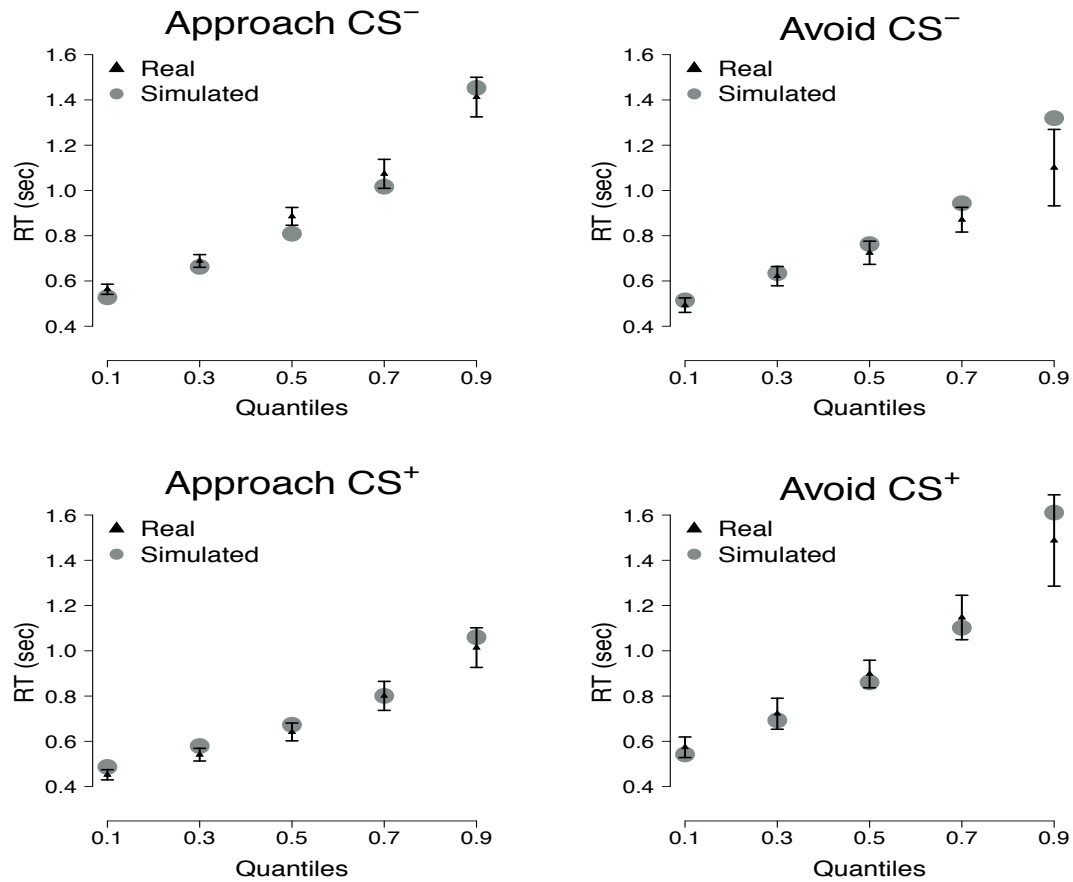 Approach CS⁻
Real
Simulated
1.6
1.4
1.2
1.0
0.8
0.6
0.4
RT (sec)
0.1 0.3 0.5 0.7 0.9
Quantiles
Avoid CS⁻
Real
Simulated
1.6
1.4
1.2
1.0
0.8
0.6
0.4
RT (sec)
0.1 0.3 0.5 0.7 0.9
Quantiles
Approach CS⁺
Real
Simulated
1.6
1.4
1.2
1.0
0.8
0.6
0.4
RT (sec)
0.1 0.3 0.5 0.7 0.9
Quantiles
Avoid CS⁺
Real
Simulated
1.6
1.4
1.2
1.0
0.8
0.6
0.4
RT (sec)
0.1 0.3 0.5 0.7 0.9
Quantiles